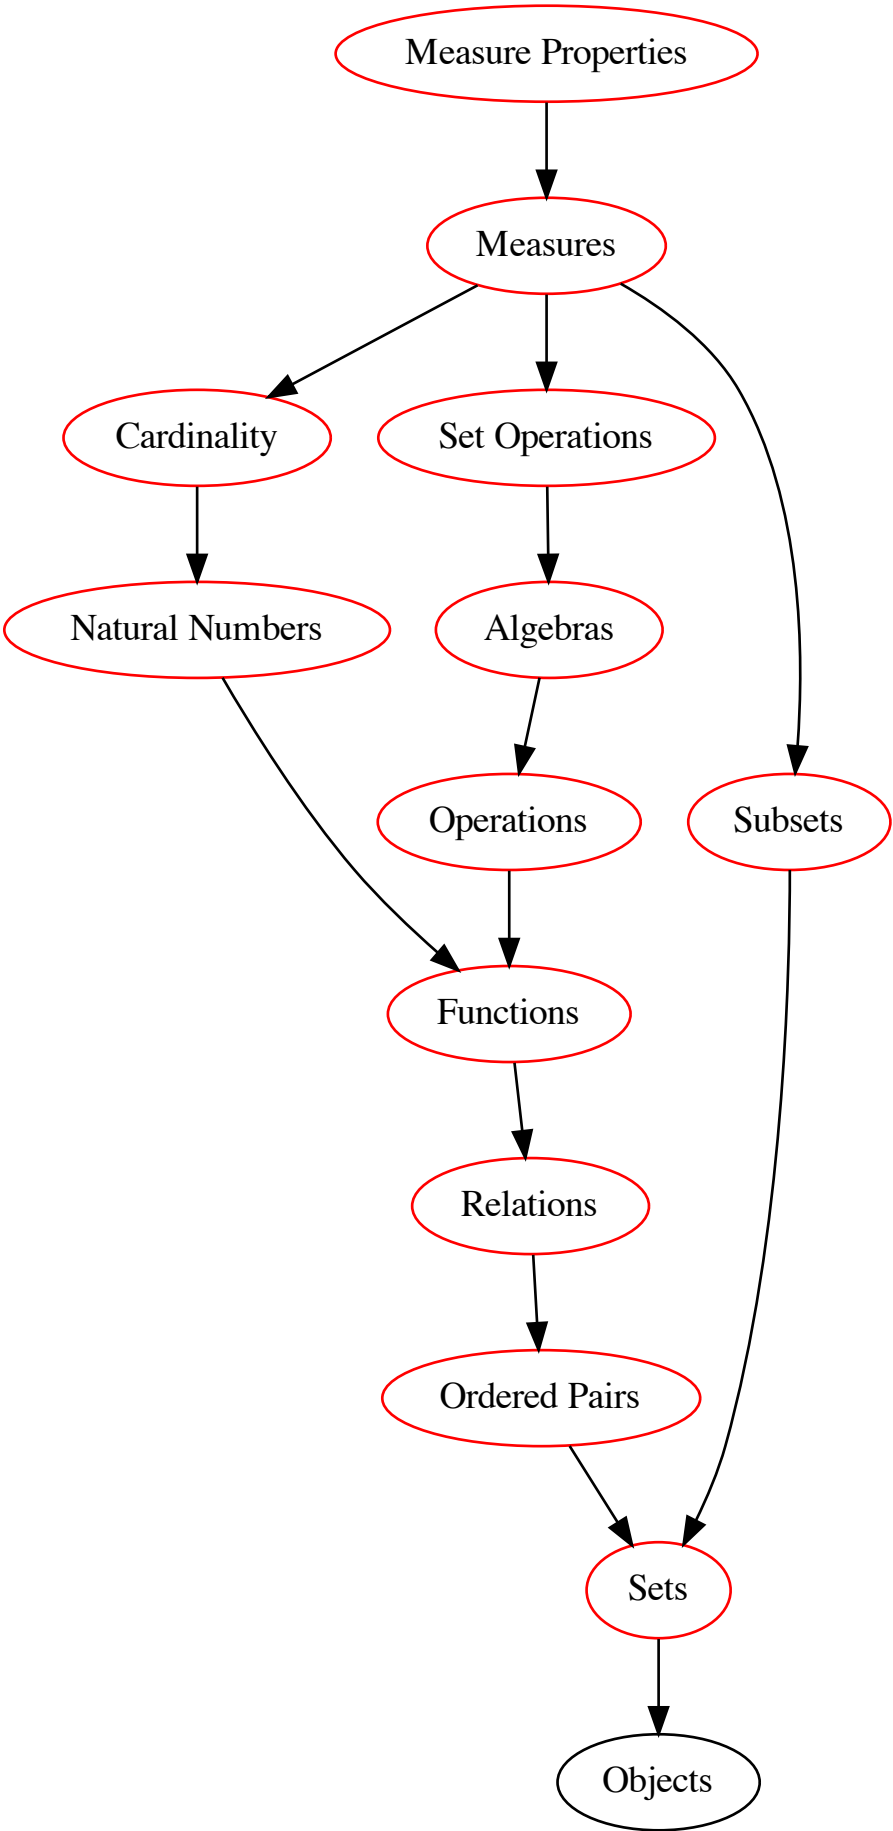 Measure Properties
Measures
Cardinality
Set Operations
Natural Numbers
Algebras
Operations
Subsets
Functions
Relations
Ordered Pairs
Sets
Objects